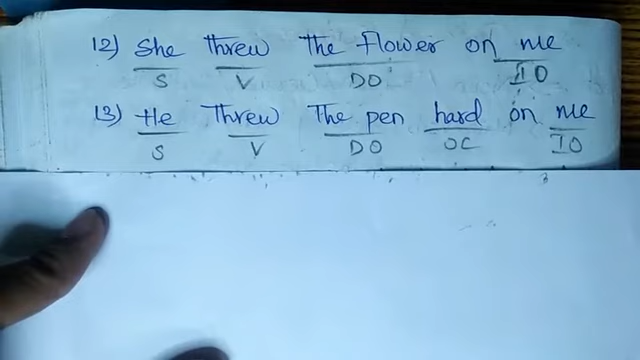 12) She threw the flower on me
S V DO IO
13) He threw The pen hard on me
S V DO OC IO